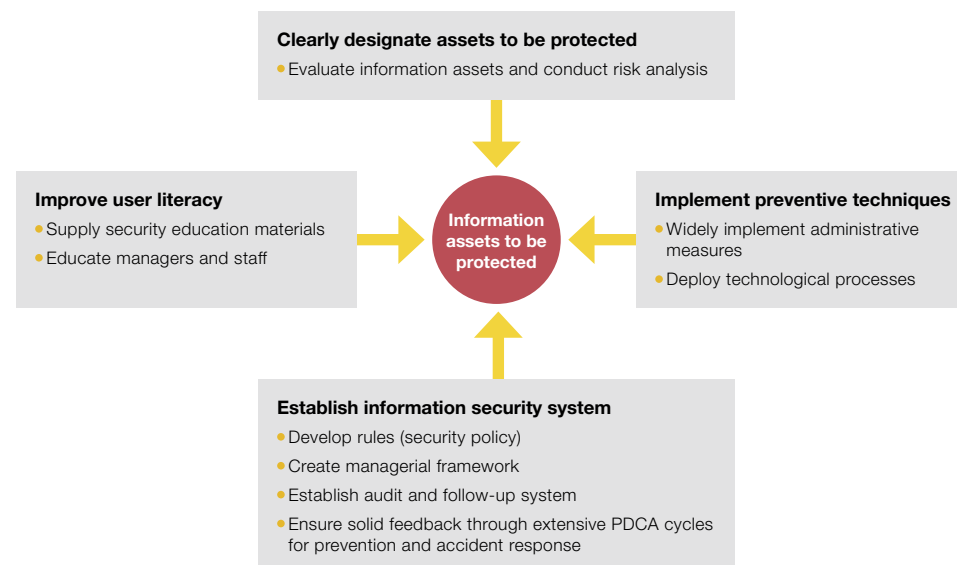 Clearly designate assets to be protected
• Evaluate information assets and conduct risk analysis
Improve user literacy
• Supply security education materials
• Educate managers and staff
Information
assets to be
protected
Implement preventive techniques
• Widely implement administrative
measures
• Deploy technological processes
Establish information security system
• Develop rules (security policy)
• Create managerial framework
• Establish audit and follow-up system
• Ensure solid feedback through extensive PDCA cycles
for prevention and accident response